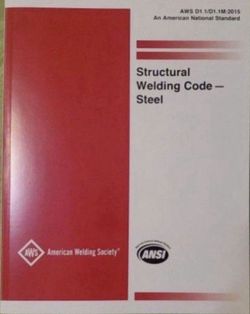 AWS D1.1/D1.1M:2015
An American National Standard
Structural
Welding Code —
Steel
AWS American Welding Society®
ANSI